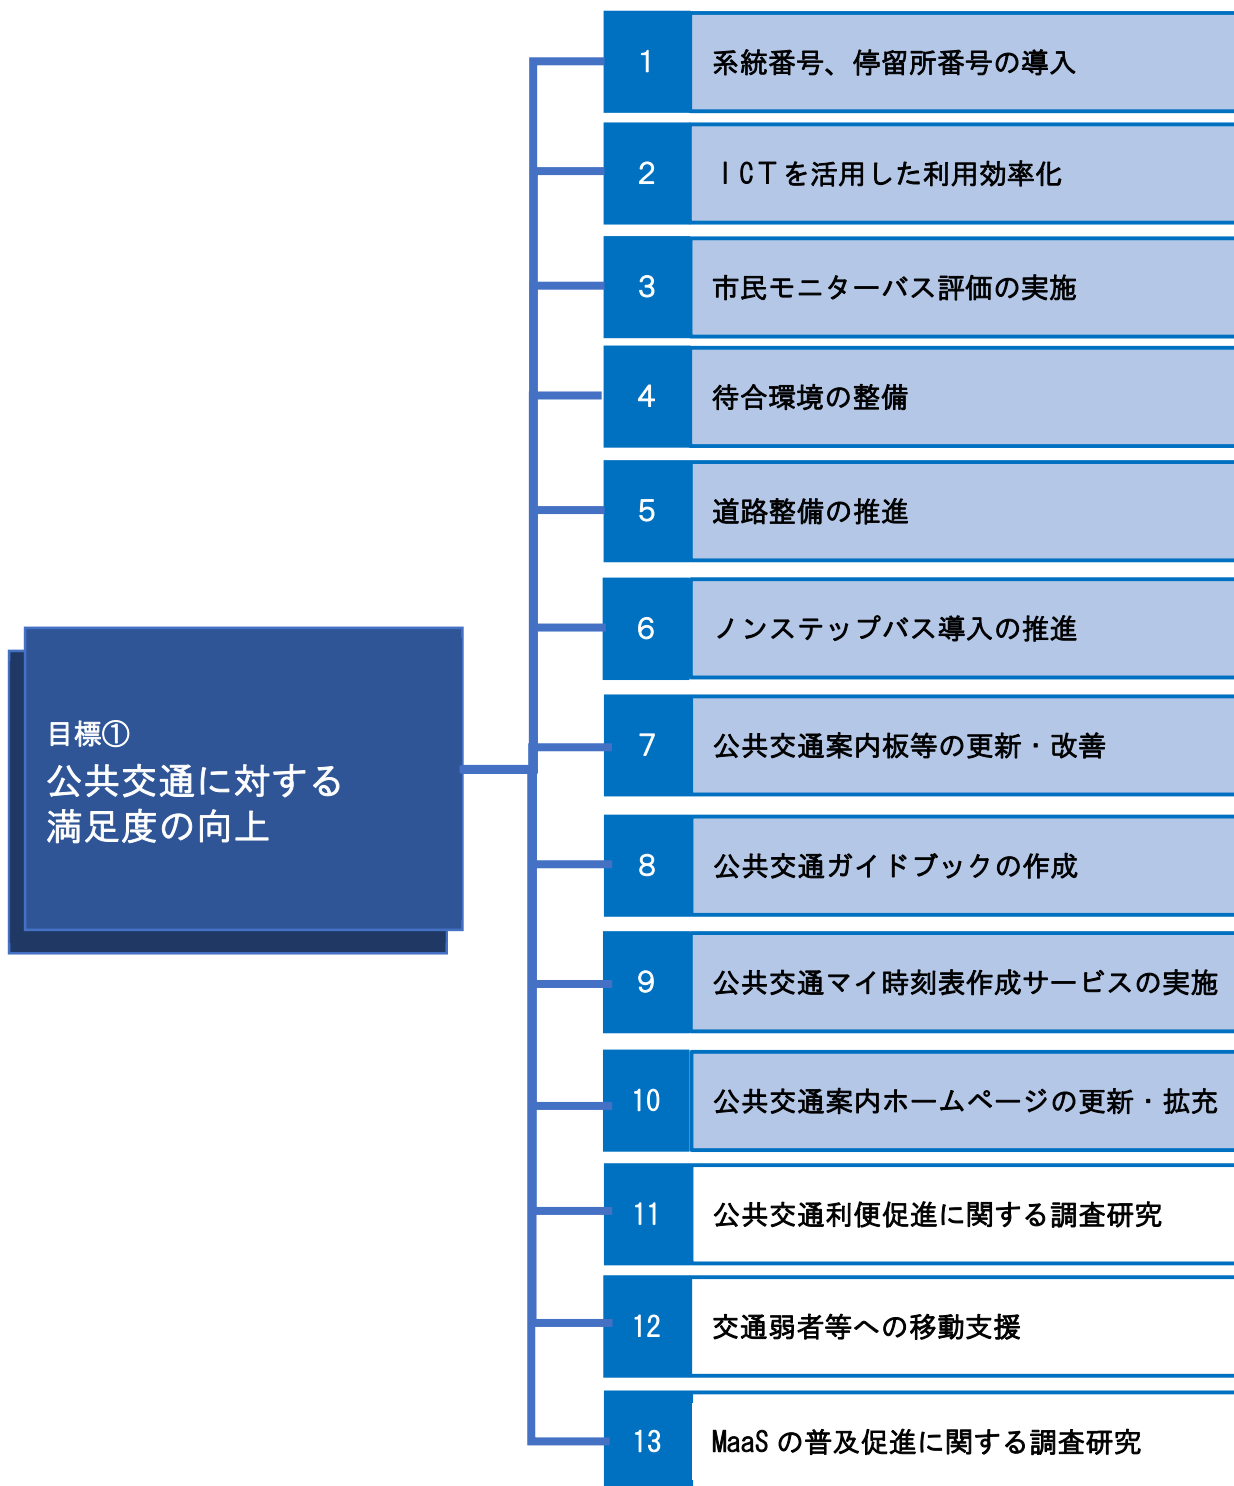 目標①
公共交通に対する
満足度の向上
1 系統番号、停留所番号の導入
2 ICTを活用した利用効率化
3 市民モニターバス評価の実施
4 待合環境の整備
5 道路整備の推進
6 ノンステップバス導入の推進
7 公共交通案内板等の更新・改善
8 公共交通ガイドブックの作成
9 公共交通マイ時刻表作成サービスの実施
10 公共交通案内ホームページの更新・拡充
11 公共交通利便促進に関する調査研究
12 交通弱者等への移動支援
13 MaaSの普及促進に関する調査研究